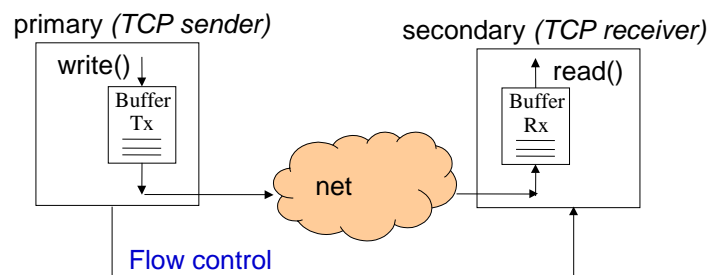 primary (TCP sender)
secondary (TCP receiver)
write()
read()
Buffer
Tx
Buffer
Rx
net
Flow control